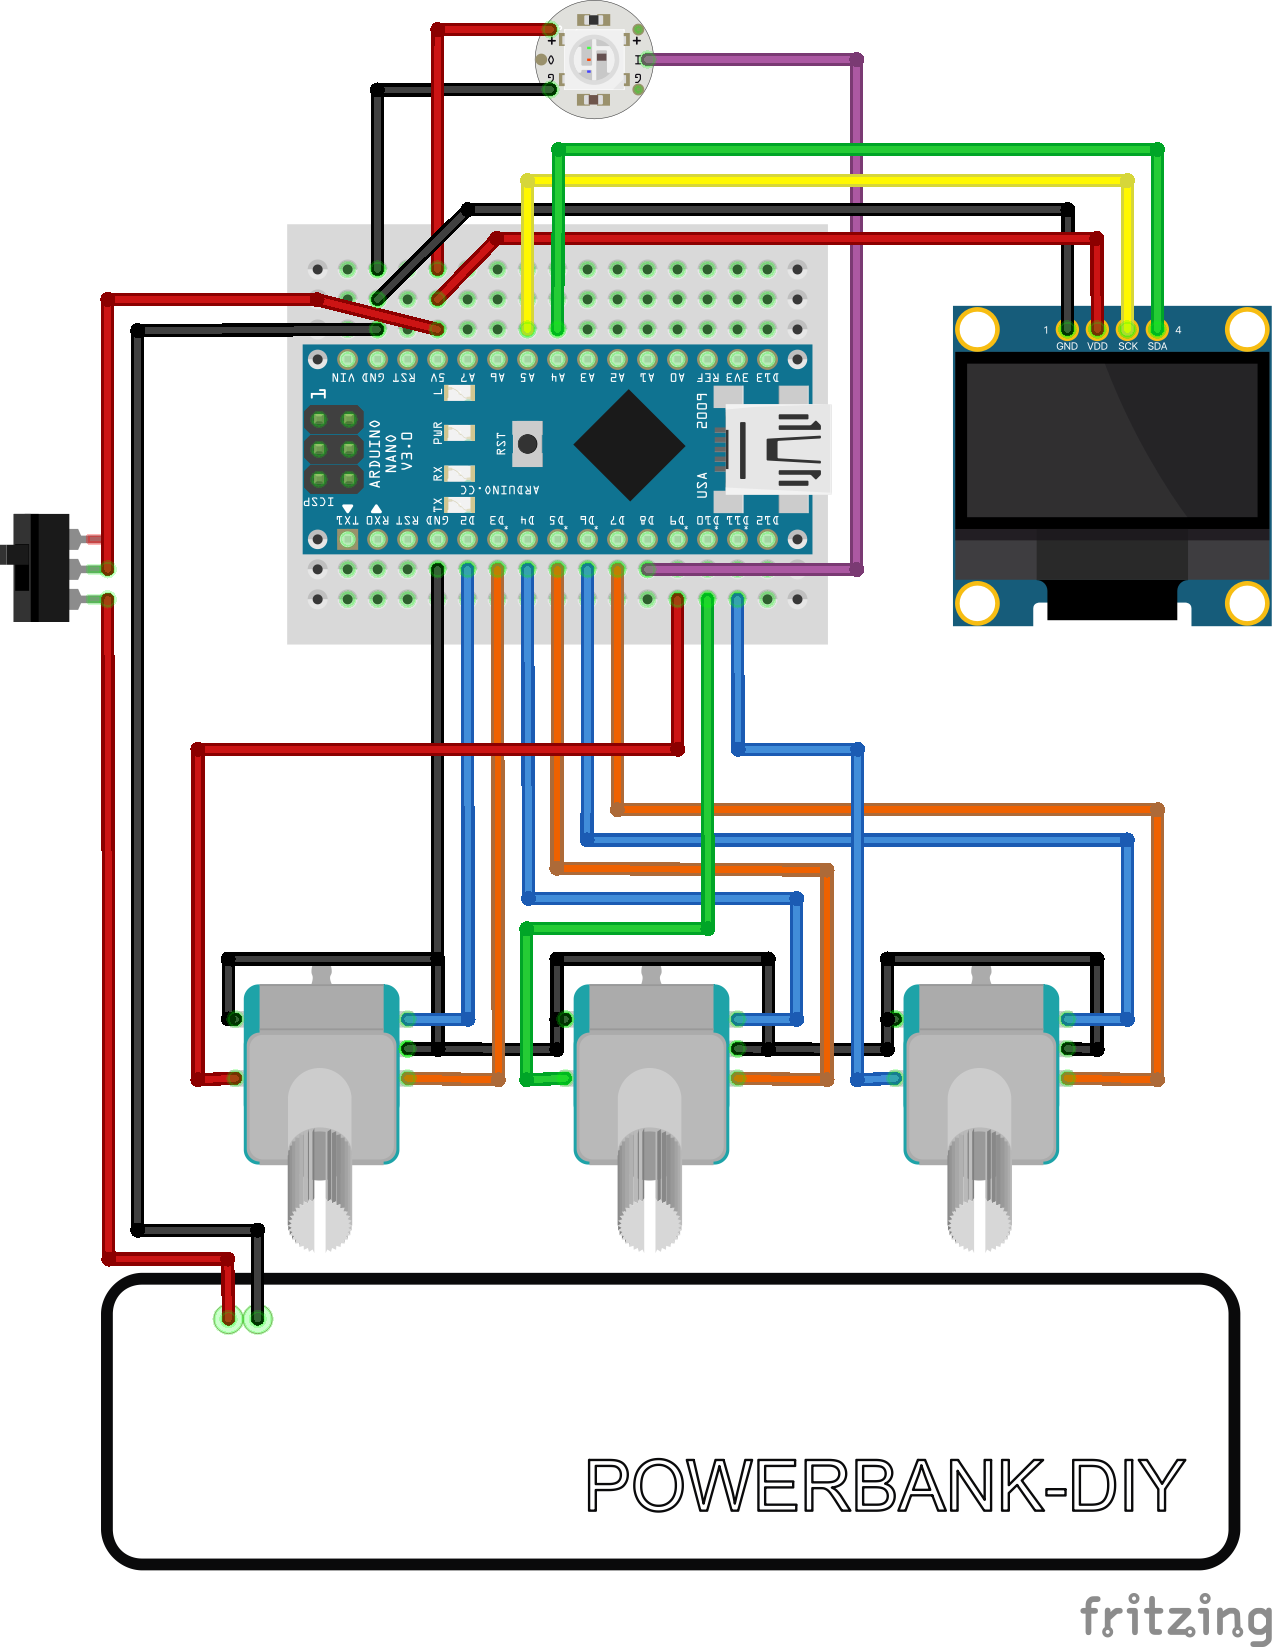 + +
O I
G G
1 GND VDD SCK SDA 4
VIN GND RST 5V A7 A6 A5 A4 A3 A2 A1 A0 REF 3V3 D13
1
L
PWR
RX
TX
ARDUINO
NANO
V3.0
RST
ARDUINO.CC
2009
USA
ICSP
TX1 RX0 RST GND D2 D3* D4 D5* D6* D7 D8 D9* D10* D11* D12
POWERBANK-DIY
fritzing